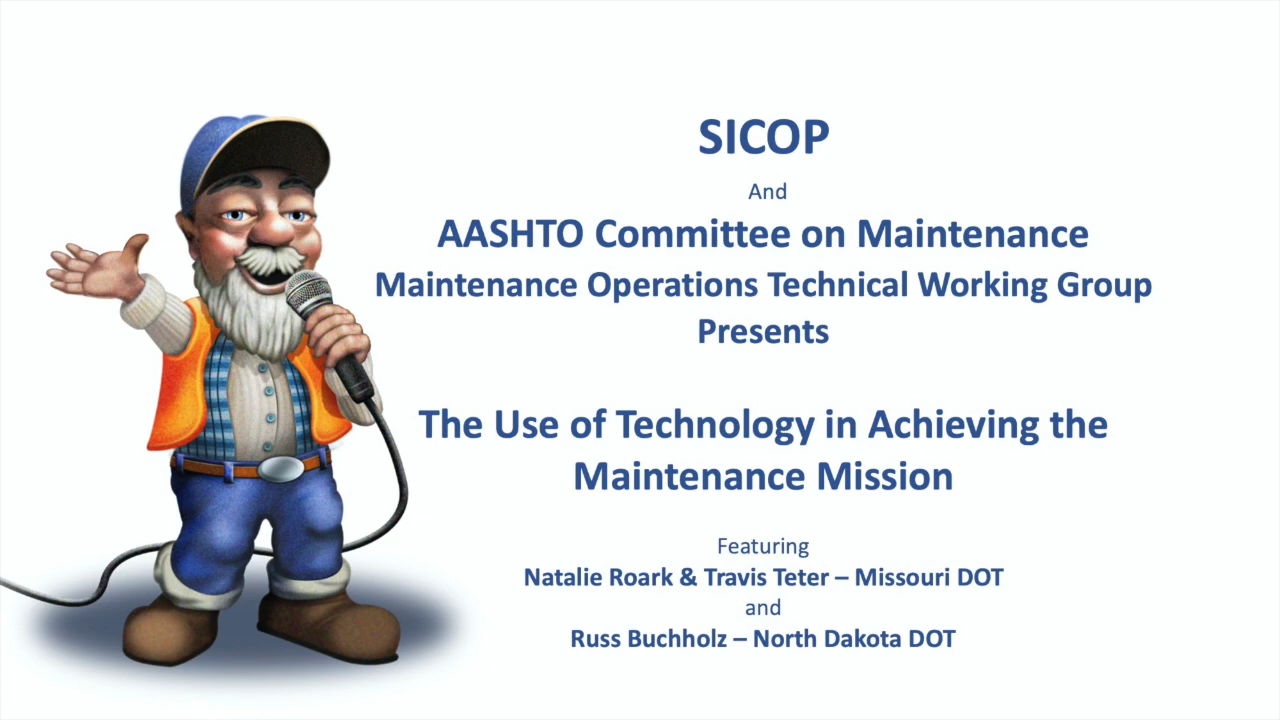 SICOP
And
AASHTO Committee on Maintenance
Maintenance Operations Technical Working Group
Presents
The Use of Technology in Achieving the
Maintenance Mission
Featuring
Natalie Roark & Travis Teter – Missouri DOT
and
Russ Buchholz – North Dakota DOT